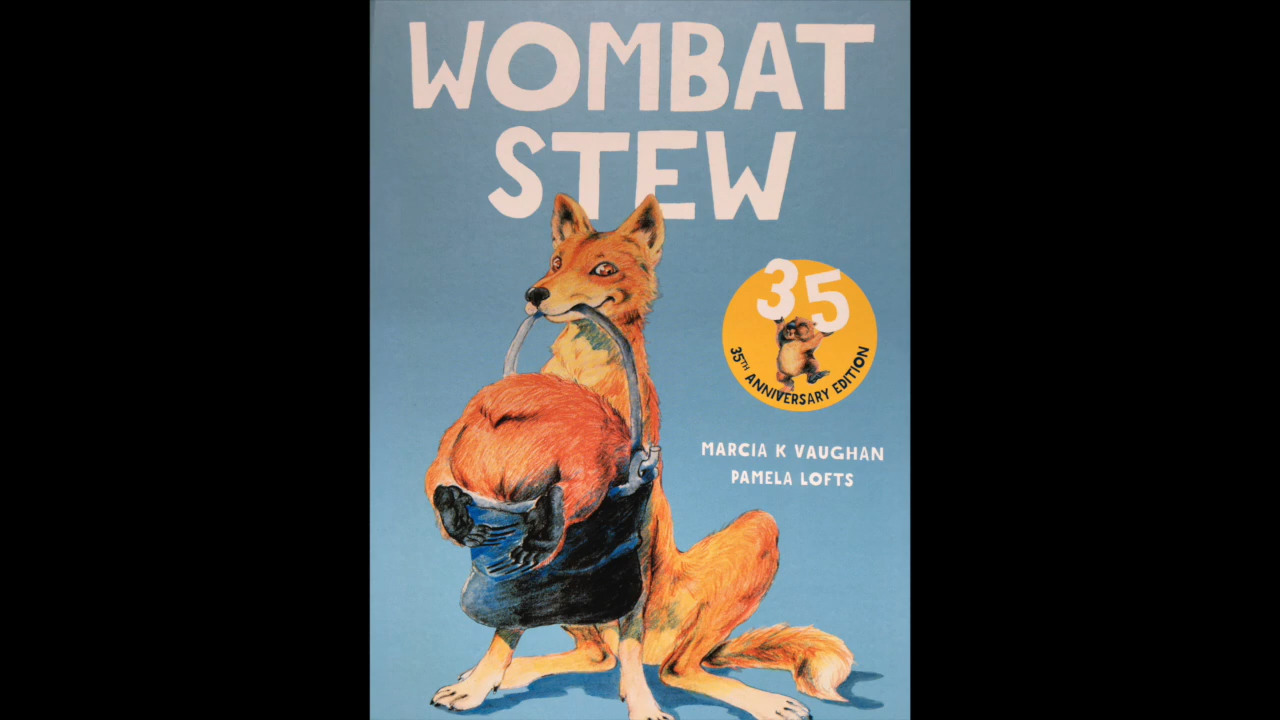 WOMBAT
STEW
35
35TH ANNIVERSARY EDITION
MARCIA K VAUGHAN
PAMELA LOFTS